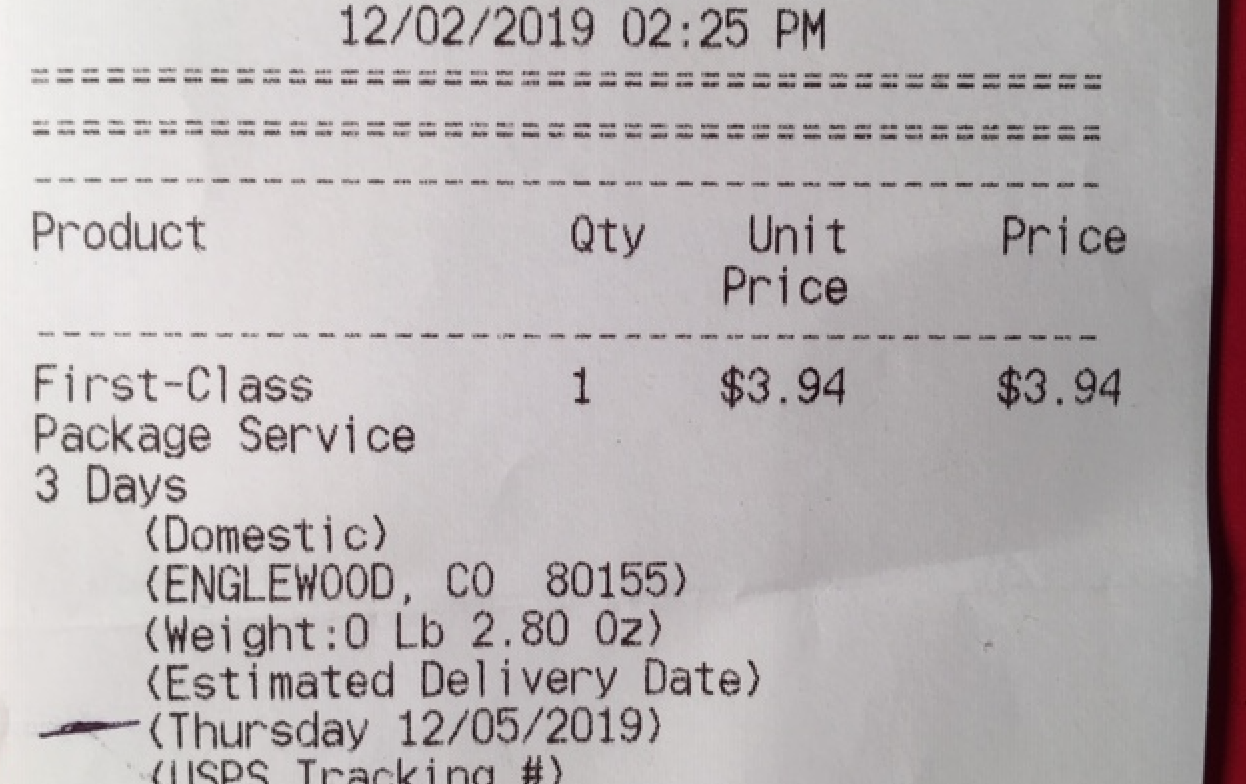 12/02/2019 02:25 PM
==========================================
==========================================
------------------------------------------
Product Qty Unit Price
Price
------------------------------------------
First-Class 1 $3.94 $3.94
Package Service
3 Days
(Domestic)
(ENGLEWOOD, CO 80155)
(Weight:0 Lb 2.80 Oz)
(Estimated Delivery Date)
(Thursday 12/05/2019)
(USPS Tracking #)